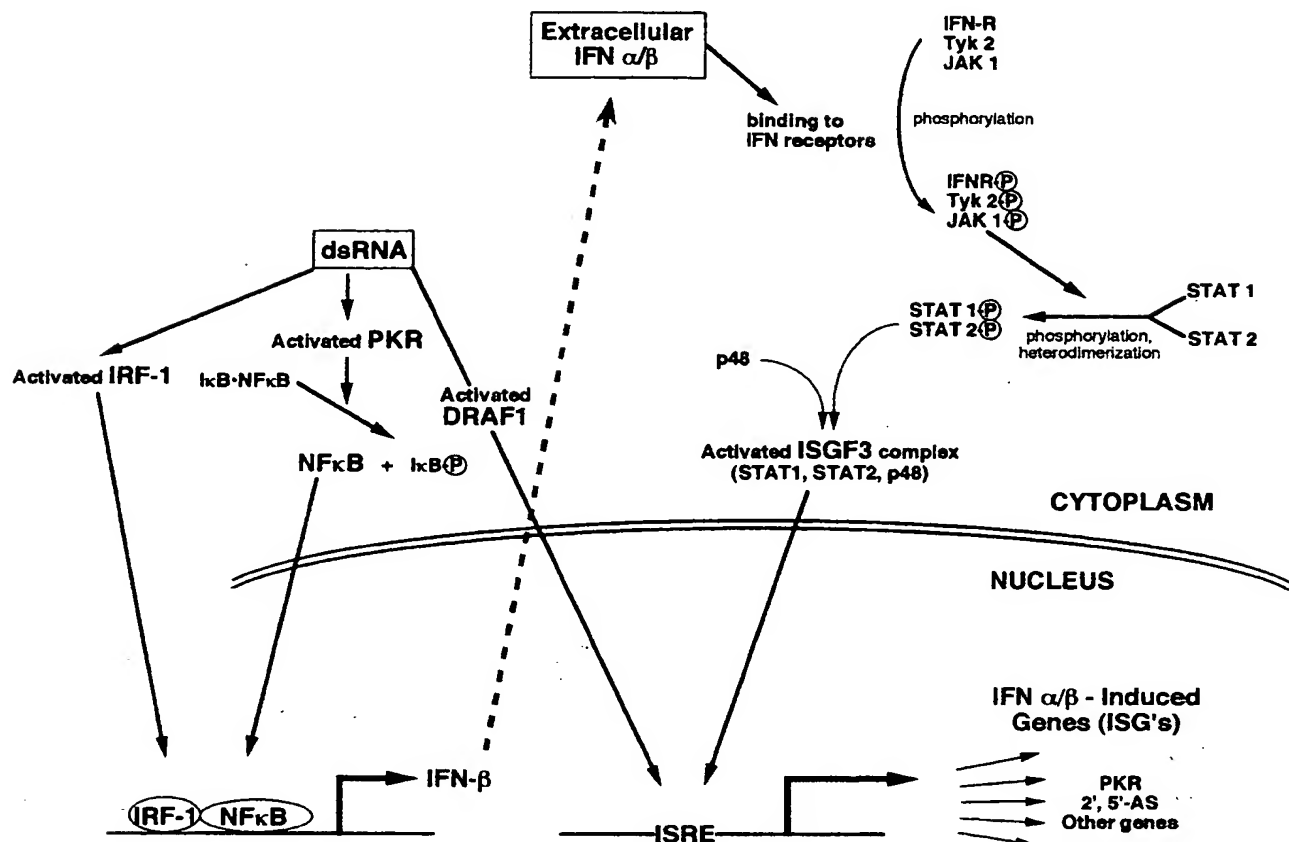 Extracellular
IFN α/β
IFN-R
Tyk 2
JAK 1
binding to
IFN receptors
phosphorylation
IFNR-Ⓟ
Tyk 2-Ⓟ
JAK 1-Ⓟ
dsRNA
Activated PKR
Activated IRF-1
IκB•NFκB
Activated
DRAF1
NFκB + IκB-Ⓟ
STAT 1-Ⓟ
STAT 2-Ⓟ
phosphorylation,
heterodimerization
STAT 1
STAT 2
p48
Activated ISGF3 complex
(STAT1, STAT2, p48)
CYTOPLASM
NUCLEUS
IFN α/β - Induced
Genes (ISG's)
IRF-1
NFκB
IFN-β
ISRE
PKR
2', 5'-AS
Other genes